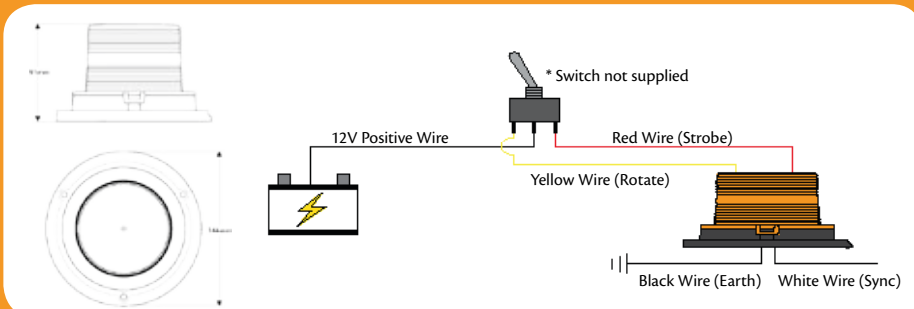 * Switch not supplied
12V Positive Wire
Red Wire (Strobe)
Yellow Wire (Rotate)
Black Wire (Earth)
White Wire (Sync)